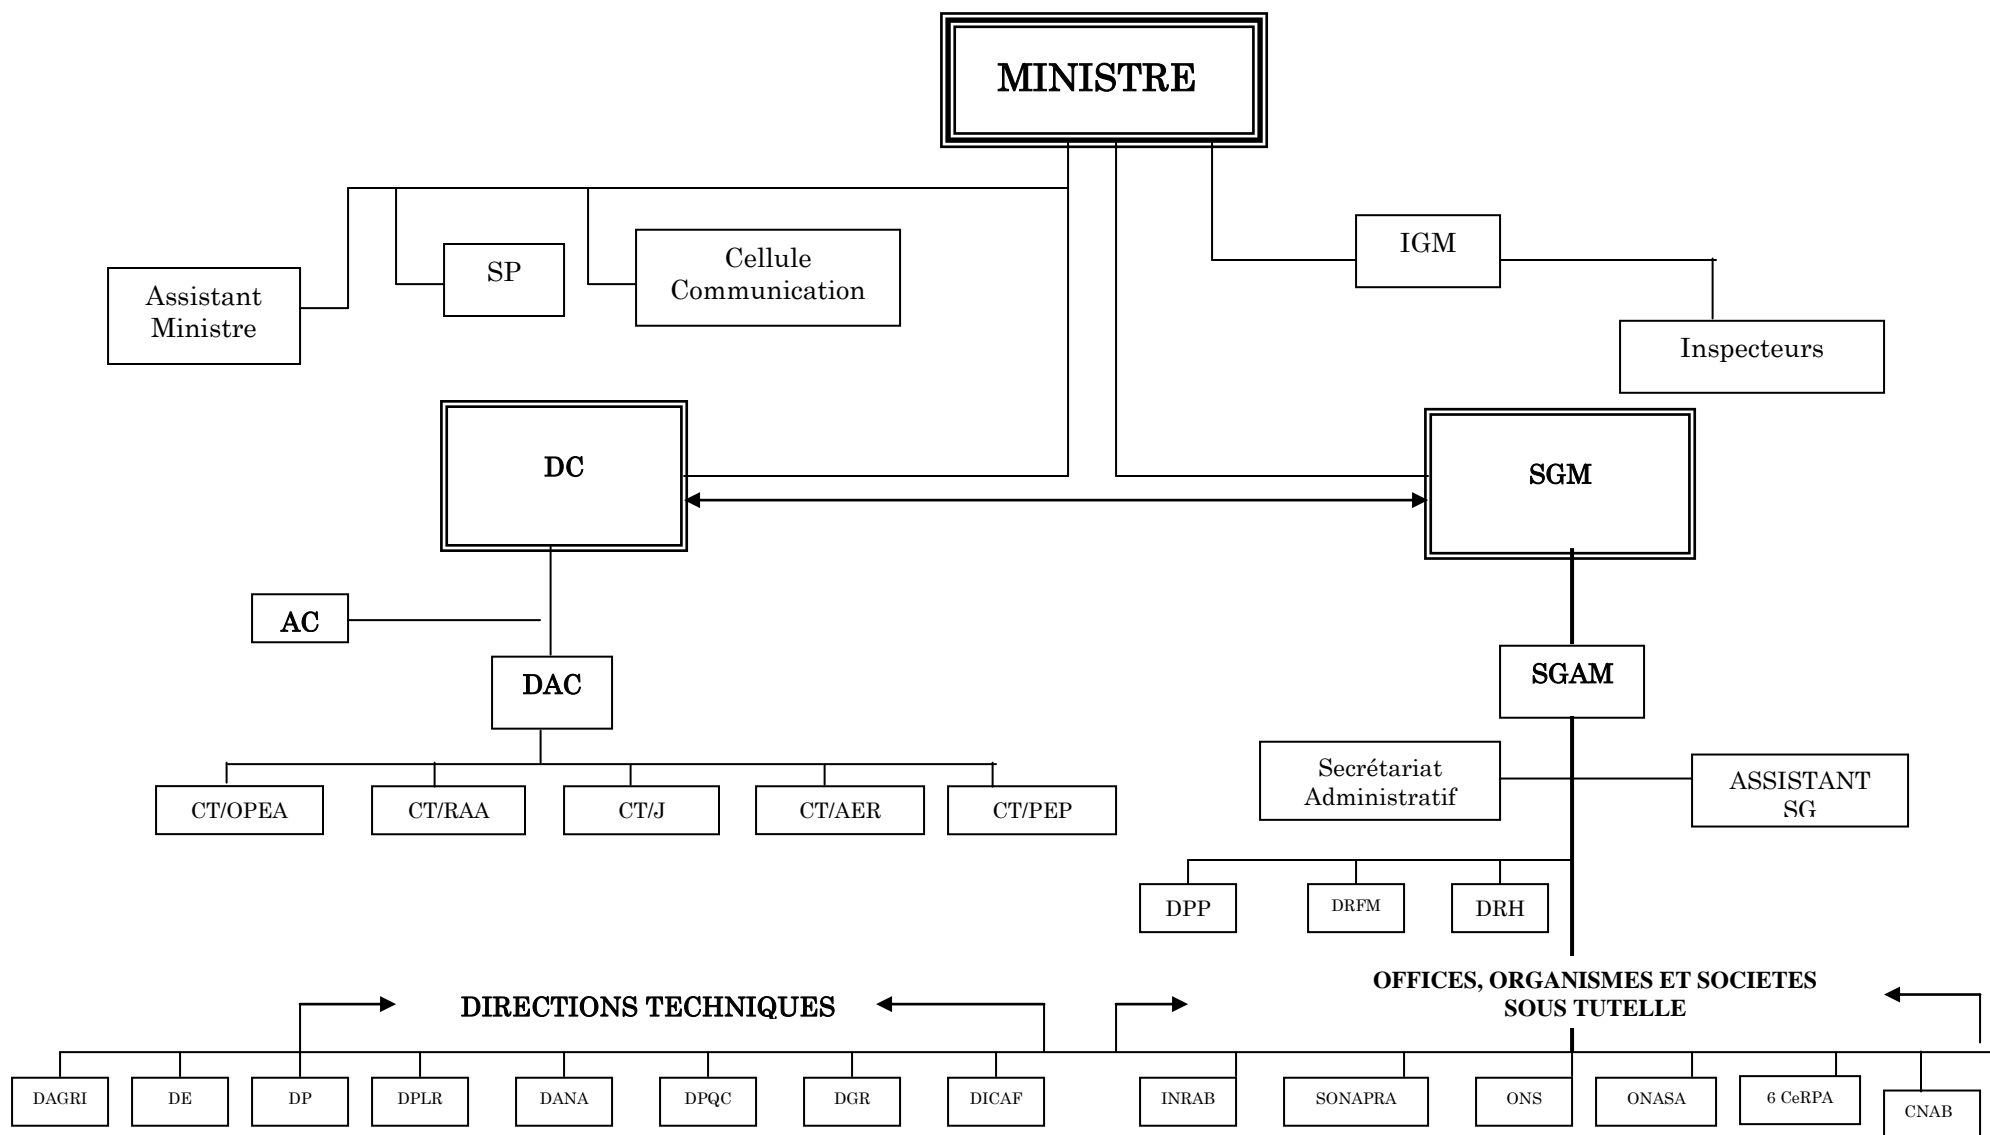 MINISTRE
IGM
Cellule
Communication
SP
Assistant
Ministre
Inspecteurs
DC
SGM
AC
DAC
SGAM
Secrétariat
Administratif
ASSISTANT
SG
CT/OPEA
CT/RAA
CT/J
CT/AER
CT/PEP
DPP
DRFM
DRH
DIRECTIONS TECHNIQUES
OFFICES, ORGANISMES ET SOCIETES
SOUS TUTELLE
DAGRI
DE
DP
DPLR
DANA
DPQC
DGR
DICAF
INRAB
SONAPRA
ONS
ONASA
6 CeRPA
CNAB